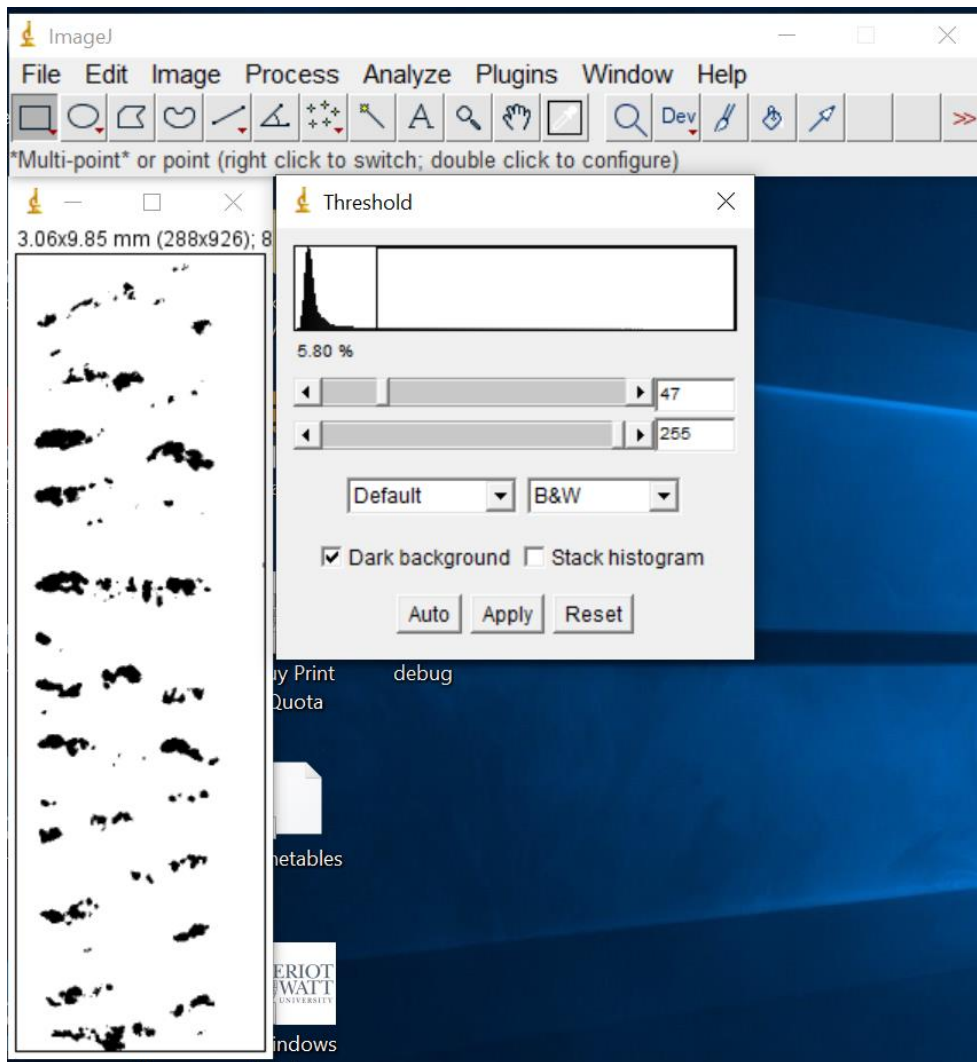 ImageJ
File Edit Image Process Analyze Plugins Window Help
A Dev >>
*Multi-point* or point (right click to switch; double click to configure)
3.06x9.85 mm (288x926); 8
Threshold
5.80 %
47
255
Default B&W
Dark background Stack histogram
Auto Apply Reset
uy Print debug
Quota
netables
ERIOT
WATT
UNIVERSITY
indows